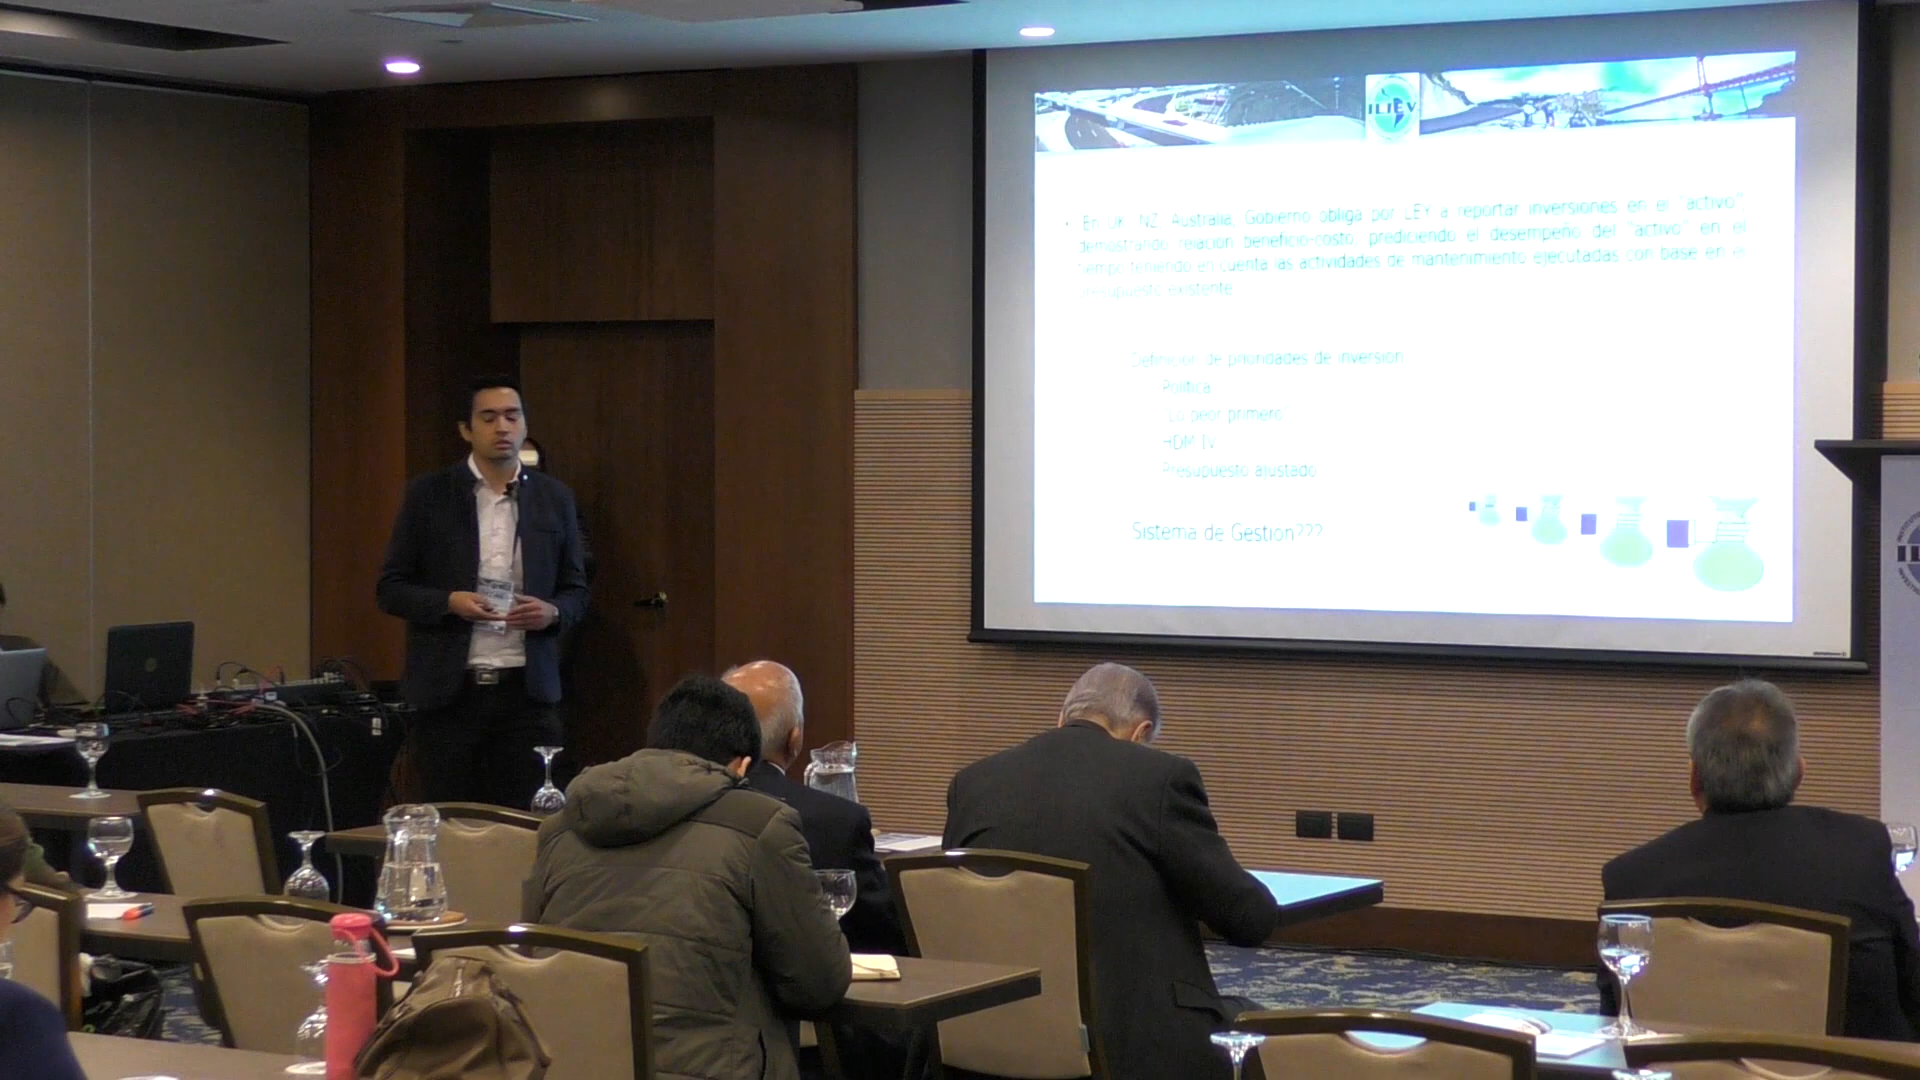 ILIEV
• En UK, NZ, Australia, Gobierno obliga por LEY a reportar inversiones en el "activo",
demostrando relación beneficio-costo, prediciendo el desempeño del "activo" en el
tiempo teniendo en cuenta las actividades de mantenimiento ejecutadas con base en el
presupuesto existente
Definición de prioridades de inversión
Política
Lo peor primero
HDM IV
Presupuesto ajustado
Sistema de Gestion???